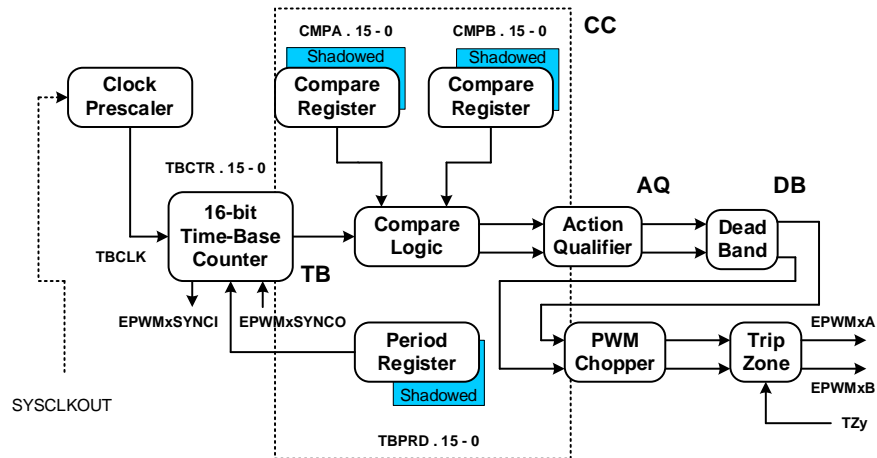 CMPA . 15 - 0
CMPB . 15 - 0
CC
Shadowed
Shadowed
Clock
Prescaler
Compare
Register
Compare
Register
TBCTR . 15 - 0
AQ
DB
16-bit
Time-Base
Counter
Compare
Logic
Action
Qualifier
Dead
Band
TBCLK
TB
EPWMxSYNCI
EPWMxSYNCO
Period
Register
PWM
Chopper
Trip
Zone
EPWMxA
EPWMxB
Shadowed
SYSCLKOUT
TZy
TBPRD . 15 - 0